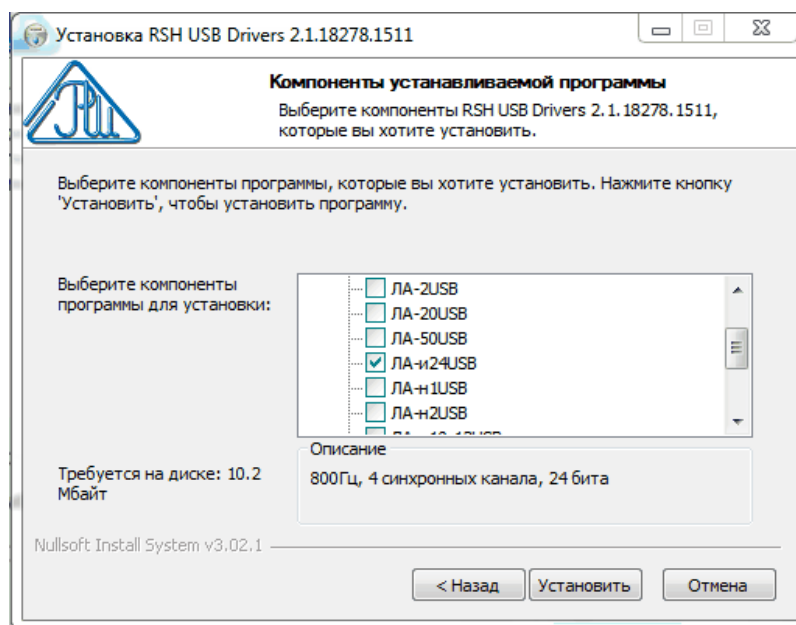 Установка RSH USB Drivers 2.1.18278.1511
Компоненты устанавливаемой программы
Выберите компоненты RSH USB Drivers 2.1.18278.1511,
которые вы хотите установить.
Выберите компоненты программы, которые вы хотите установить. Нажмите кнопку
'Установить', чтобы установить программу.
Выберите компоненты
программы для установки:
ЛА-2USB
ЛА-20USB
ЛА-50USB
ЛА-и24USB
ЛА-н1USB
ЛА-н2USB
Описание
800Гц, 4 синхронных канала, 24 бита
Требуется на диске: 10.2
Мбайт
Nullsoft Install System v3.02.1
< Назад
Установить
Отмена